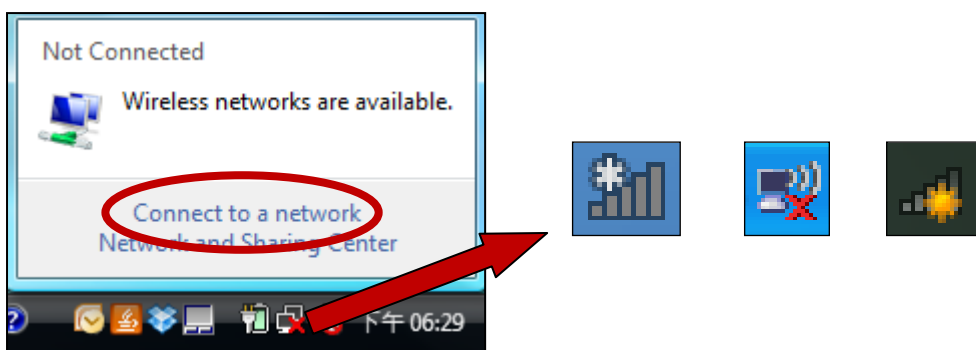 Not Connected
Wireless networks are available.
Connect to a network
Network and Sharing Center
? 下午 06:29